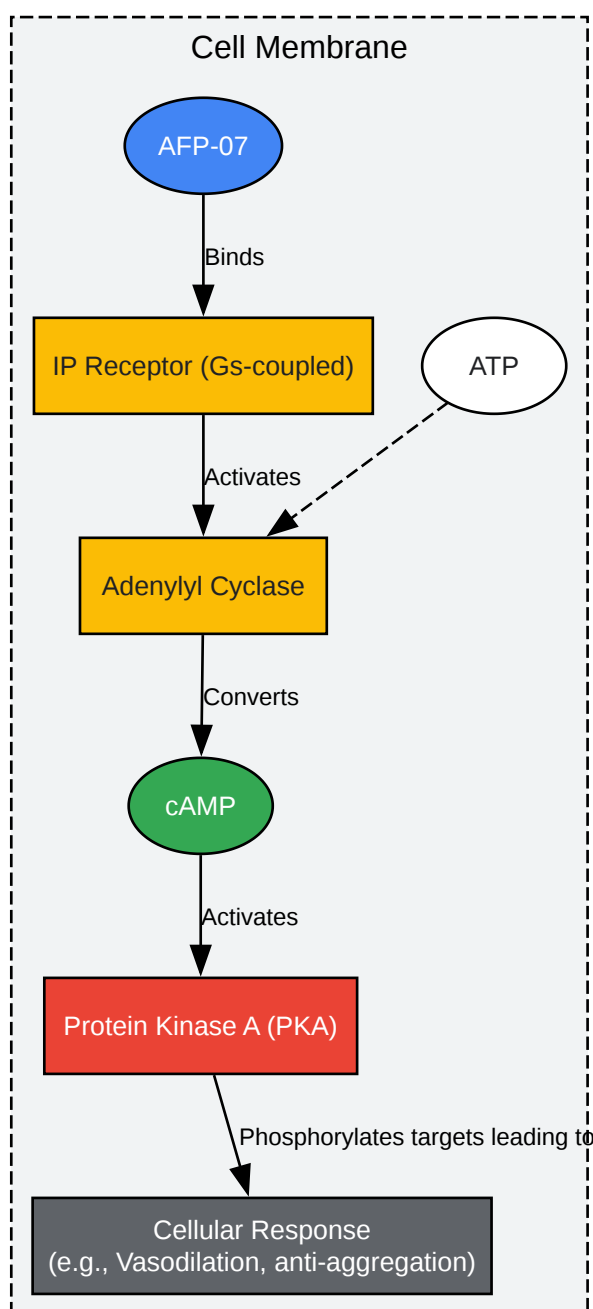 Cell Membrane
AFP-07
Binds
IP Receptor (Gs-coupled)
ATP
Activates
Adenylyl Cyclase
Converts
cAMP
Activates
Protein Kinase A (PKA)
Phosphorylates targets leading to
Cellular Response
(e.g., Vasodilation, anti-aggregation)